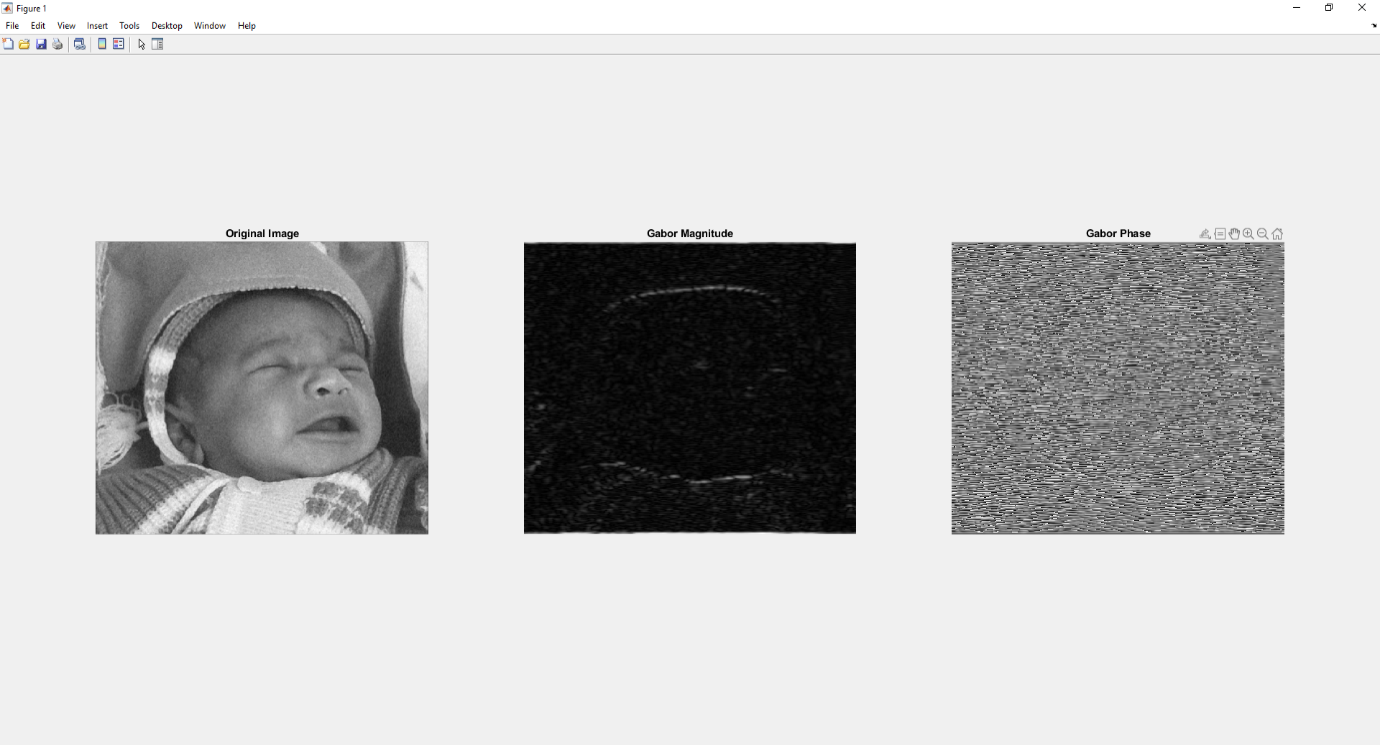 Figure 1
File Edit View Insert Tools Desktop Window Help
Original Image
Gabor Magnitude
Gabor Phase